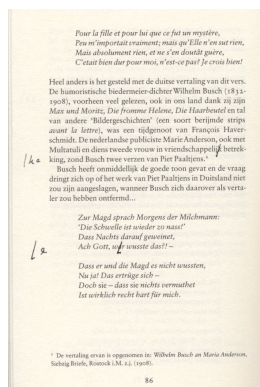 Pour la fille et pour lui que ce fut un mystère,
Peu m'importait vraiment; mais qu'Elle n'en sut rien,
Mais absolument rien, et ne s'en doutât guère,
C'etait bien dur pour moi, n'est-ce pas? Je crois bien!
Heel anders is het gesteld met de duitse vertaling van dit vers.
De humoristische biedermeier-dichter Wilhelm Busch (1832-
1908), voorheen veel gelezen, ook in ons land dank zij zijn
Max und Moritz, Die fromme Helene, Die Haarbeutel en tal
van andere 'Bildergeschichten' (een soort berijmde strips
avant la lettre), was een tijdgenoot van François Haver-
schmidt. De nederlandse publiciste Marie Anderson, ook met
Multatuli en diens tweede vrouw in vriendschappelijk betrek-
king, zond Busch twee verzen van Piet Paaltjens.*
Busch heeft onmiddellijk de goede toon gevat en de vraag
dringt zich op of het werk van Piet Paaltjens in Duitsland niet
zou zijn aangeslagen, wanneer Busch zich daarover als verta-
ler zou hebben ontfermd...
Zur Magd sprach Morgens der Milchmann:
'Die Schwelle ist wieder zo nass!'
Dass Nachts darauf geweinet,
Ach Gott, wer wusste das?! –
Dass er und die Magd es nicht wussten,
Nu ja! Das ertrüge sich –
Doch sie – dass sie nichts vermuthet
Ist wirklich recht hart für mich.
* De vertaling ervan is opgenomen in: Wilhelm Busch an Maria Anderson,
Siebzig Briefe, Rostock i.M. z.j. (1908).
86